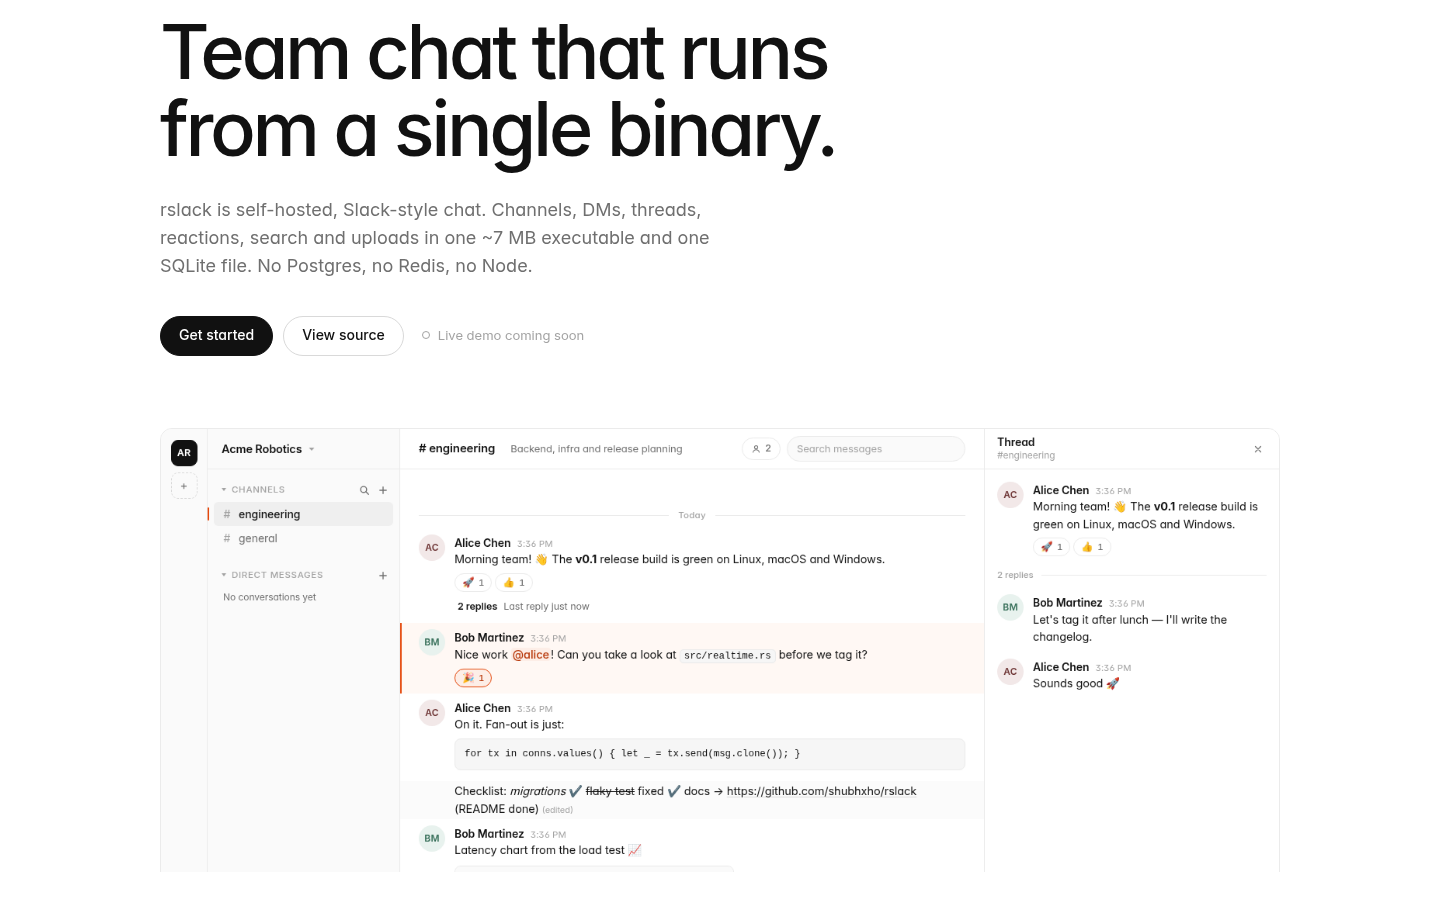 Team chat that runs
from a single binary.
rslack is self-hosted, Slack-style chat. Channels, DMs, threads,
reactions, search and uploads in one ~7 MB executable and one
SQLite file. No Postgres, no Redis, no Node.
Get started
View source
Live demo coming soon
AR
+
Acme Robotics
CHANNELS
+
# engineering
# general
DIRECT MESSAGES
+
No conversations yet
# engineering Backend, infra and release planning
2
Search messages
Today
AC
Alice Chen 3:36 PM
Morning team! 👋 The v0.1 release build is green on Linux, macOS and Windows.
🚀 1 👍 1
2 replies Last reply just now
BM
Bob Martinez 3:36 PM
Nice work @alice! Can you take a look at src/realtime.rs before we tag it?
🎉 1
AC
Alice Chen 3:36 PM
On it. Fan-out is just:
for tx in conns.values() { let _ = tx.send(msg.clone()); }
Checklist: migrations ✔️ flaky test fixed ✔️ docs → https://github.com/shubhxho/rslack
(README done) (edited)
BM
Bob Martinez 3:36 PM
Latency chart from the load test 📈
Thread
#engineering
AC
Alice Chen 3:36 PM
Morning team! 👋 The v0.1 release build is
green on Linux, macOS and Windows.
🚀 1 👍 1
2 replies
BM
Bob Martinez 3:36 PM
Let's tag it after lunch — I'll write the
changelog.
AC
Alice Chen 3:36 PM
Sounds good 🚀